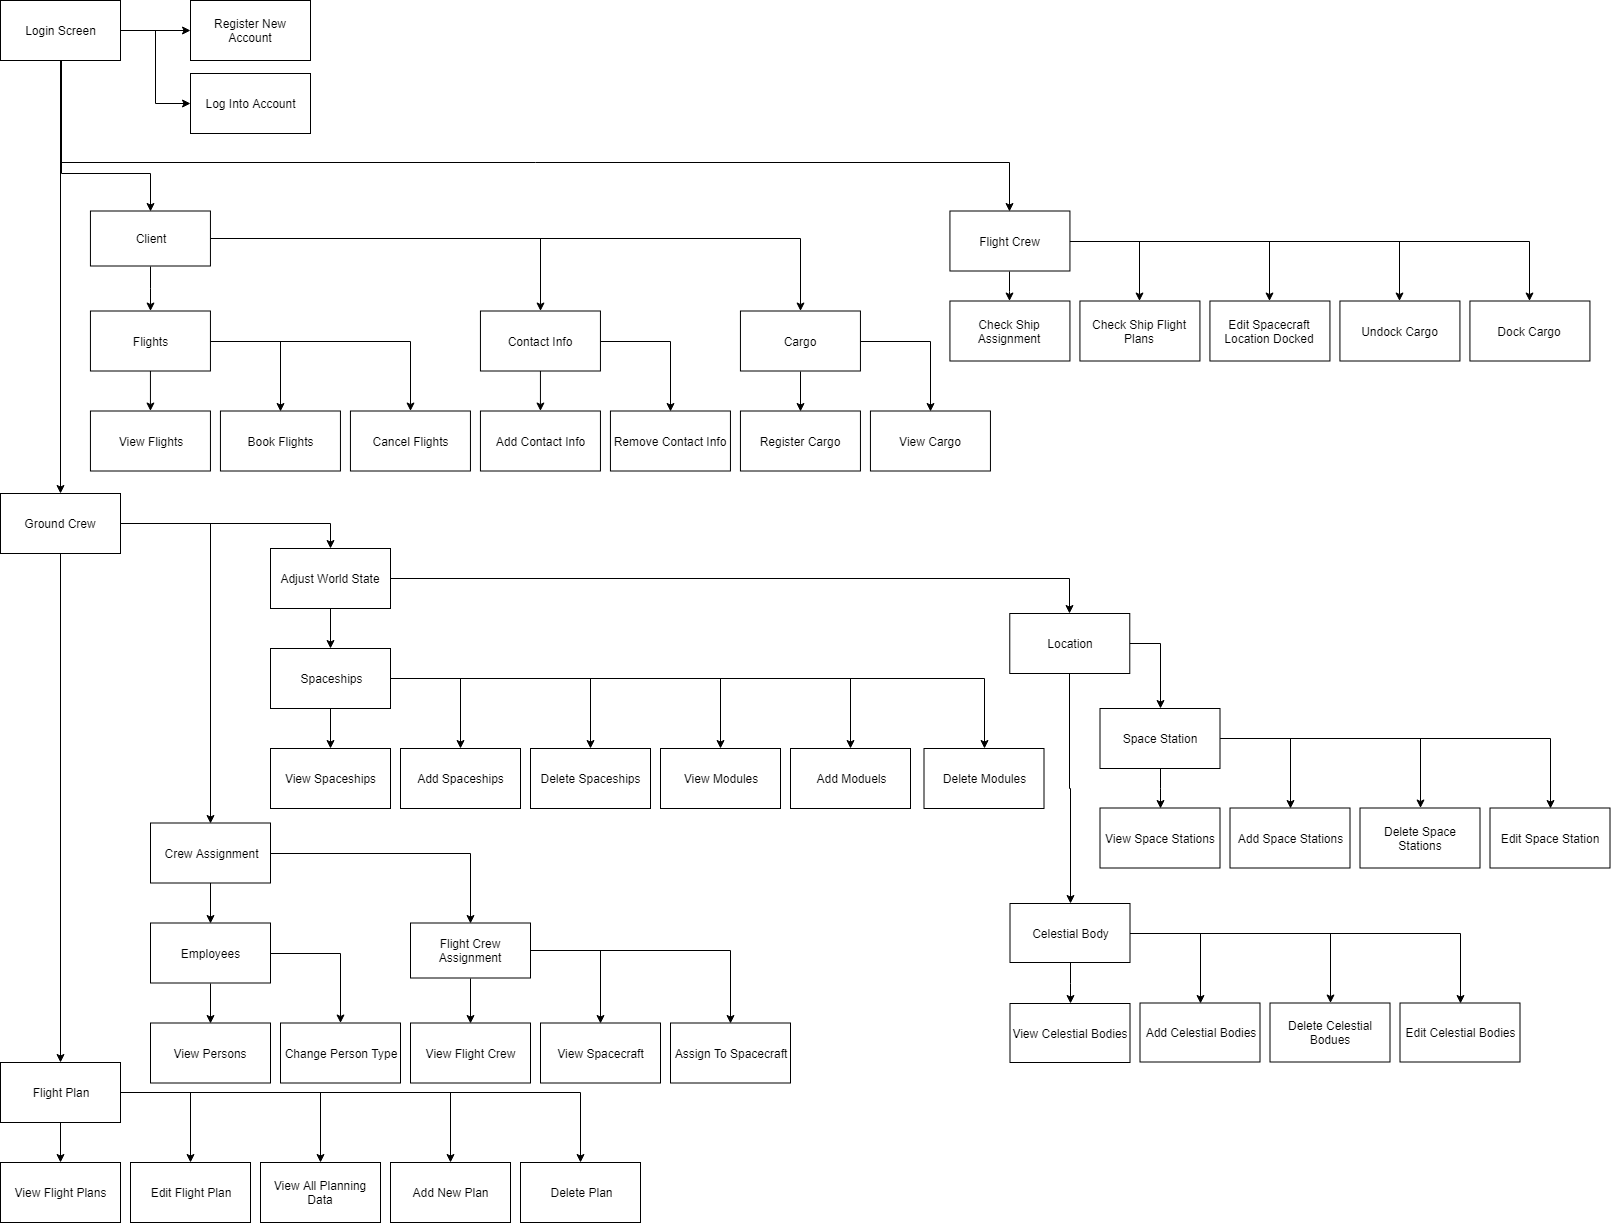 Login Screen
Register New
Account
Log Into Account
Client
Flight Crew
Flights
Contact Info
Cargo
Check Ship
Assignment
Check Ship Flight
Plans
Edit Spacecraft
Location Docked
Undock Cargo
Dock Cargo
View Flights
Book Flights
Cancel Flights
Add Contact Info
Remove Contact Info
Register Cargo
View Cargo
Ground Crew
Adjust World State
Location
Spaceships
Space Station
View Spaceships
Add Spaceships
Delete Spaceships
View Modules
Add Moduels
Delete Modules
View Space Stations
Add Space Stations
Delete Space
Stations
Edit Space Station
Crew Assignment
Employees
Flight Crew
Assignment
Celestial Body
View Persons
Change Person Type
View Flight Crew
View Spacecraft
Assign To Spacecraft
View Celestial Bodies
Add Celestial Bodies
Delete Celestial
Bodues
Edit Celestial Bodies
Flight Plan
View Flight Plans
Edit Flight Plan
View All Planning
Data
Add New Plan
Delete Plan